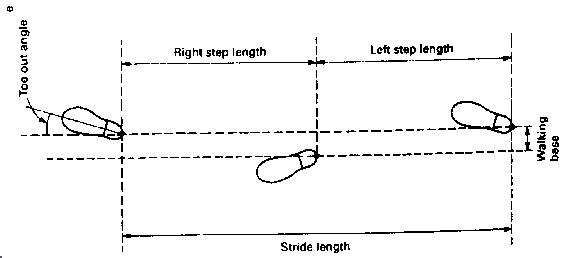 e
Toe out angle
Right step length
Left step length
Walking
base
Stride length